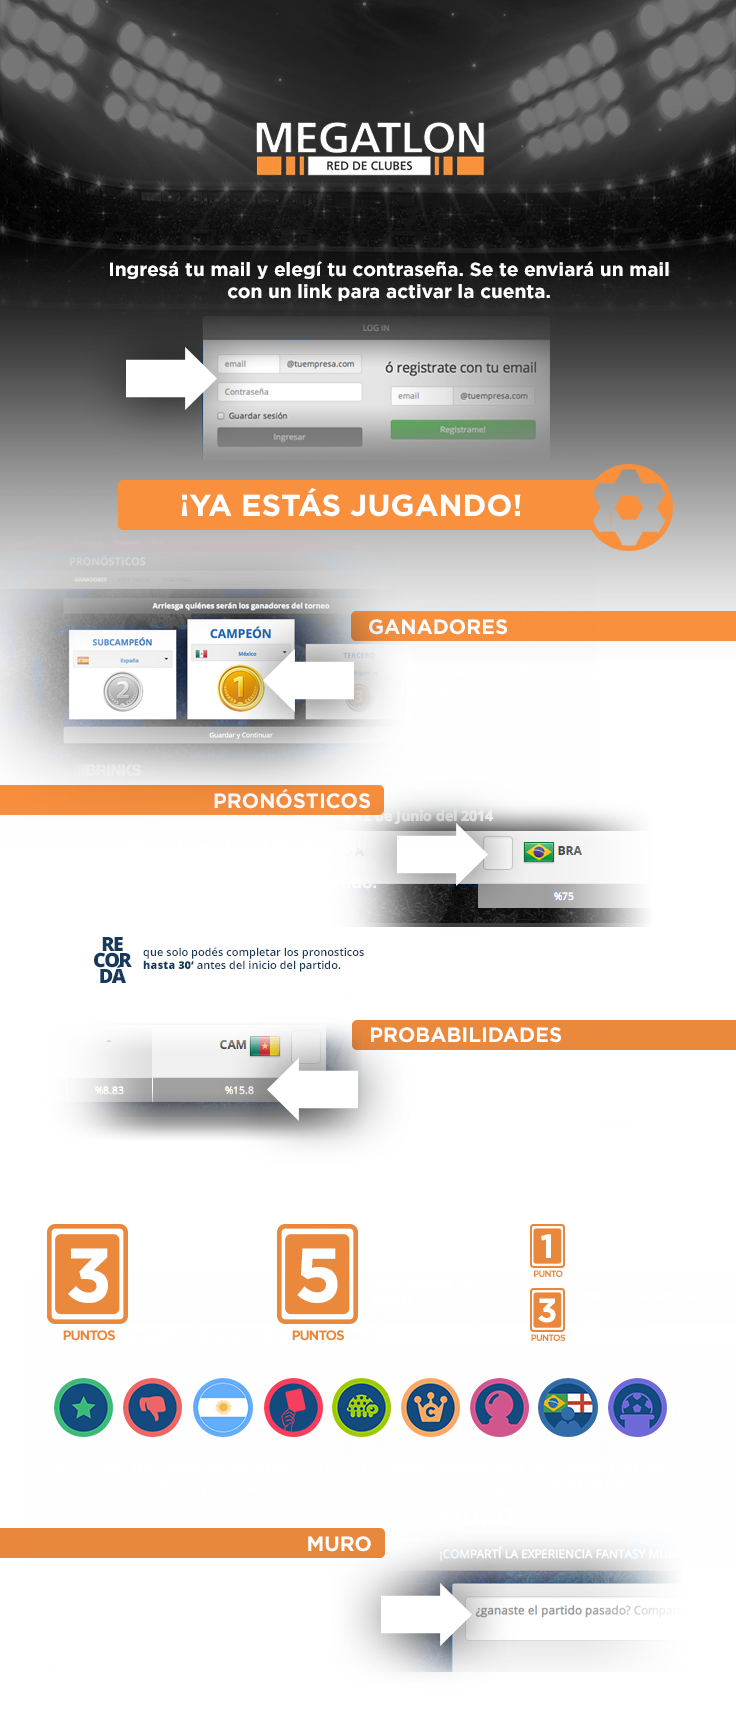 MEGATLON
RED DE CLUBES
Ingresá tu mail y elegí tu contraseña. Se te enviará un mail
con un link para activar la cuenta.
LOG IN
email @tuempresa.com
Contraseña
Guardar sesión
Ingresar
ó registrate con tu email
email @tuempresa.com
Registrame!
¡YA ESTÁS JUGANDO!
PRONÓSTICOS
GANADORES
Arriesga quiénes serán los ganadores del torneo
SUBCAMPEÓN
España
2
CAMPEÓN
México
1
TERCERO
Guardar y Continuar
BRINKS
GANADORES
PRONÓSTICOS
de Junio del 2014
BRA
%75
RE
COR
DÁ
que solo podés completar los pronosticos
hasta 30' antes del inicio del partido.
PROBABILIDADES
CAM
%8.83 %15.8
3
PUNTOS
5
PUNTOS
1
PUNTO
3
PUNTOS
C
MURO
¡COMPARTÍ LA EXPERIENCIA FANTASY
¿ganaste el partido pasado?